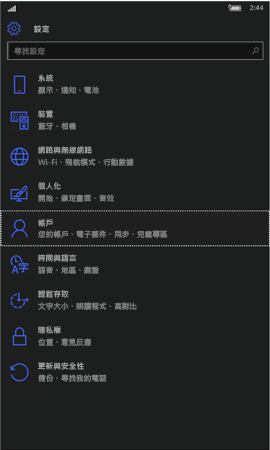 2:44
設定
尋找設定
系統
顯示、通知、電池
裝置
藍牙、相機
網路與無線網路
Wi-Fi、飛航模式、行動數據
個人化
開始、鎖定畫面、音效
帳戶
您的帳戶、電子郵件、同步、兒童專區
時間與語言
語音、地區、鍵盤
輕鬆存取
文字大小、朗讀程式、高對比
隱私權
位置、意見反應
更新與安全性
備份、尋找我的電話